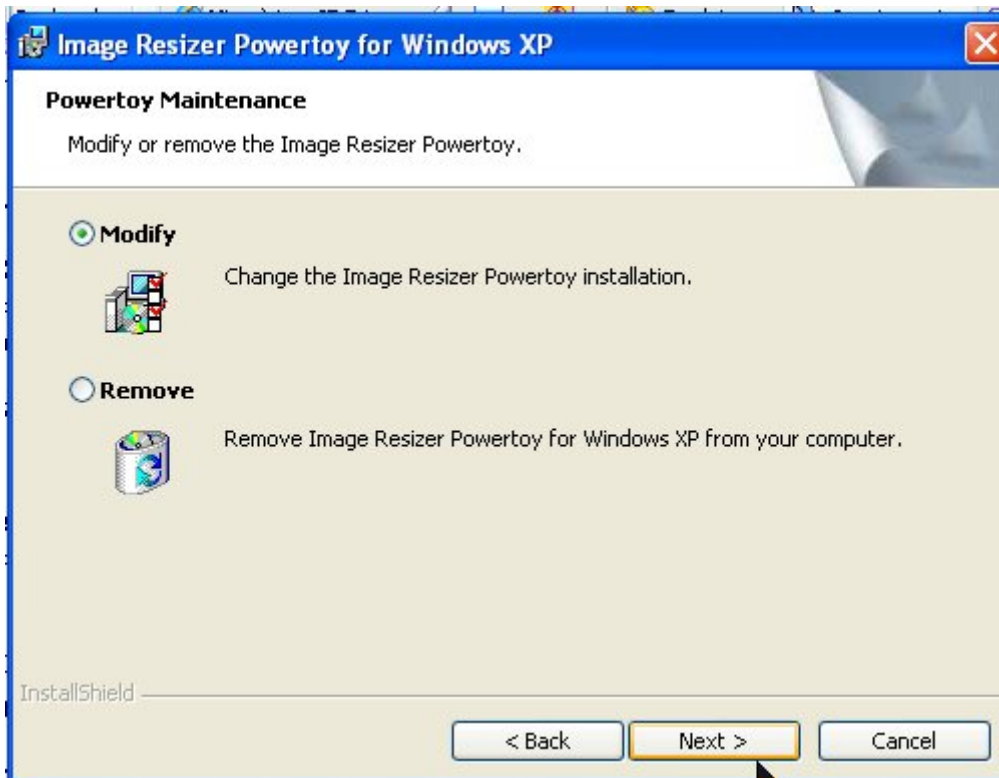 Image Resizer Powertoy for Windows XP
Powertoy Maintenance
Modify or remove the Image Resizer Powertoy.
Modify
Change the Image Resizer Powertoy installation.
Remove
Remove Image Resizer Powertoy for Windows XP from your computer.
InstallShield
< Back
Next >
Cancel